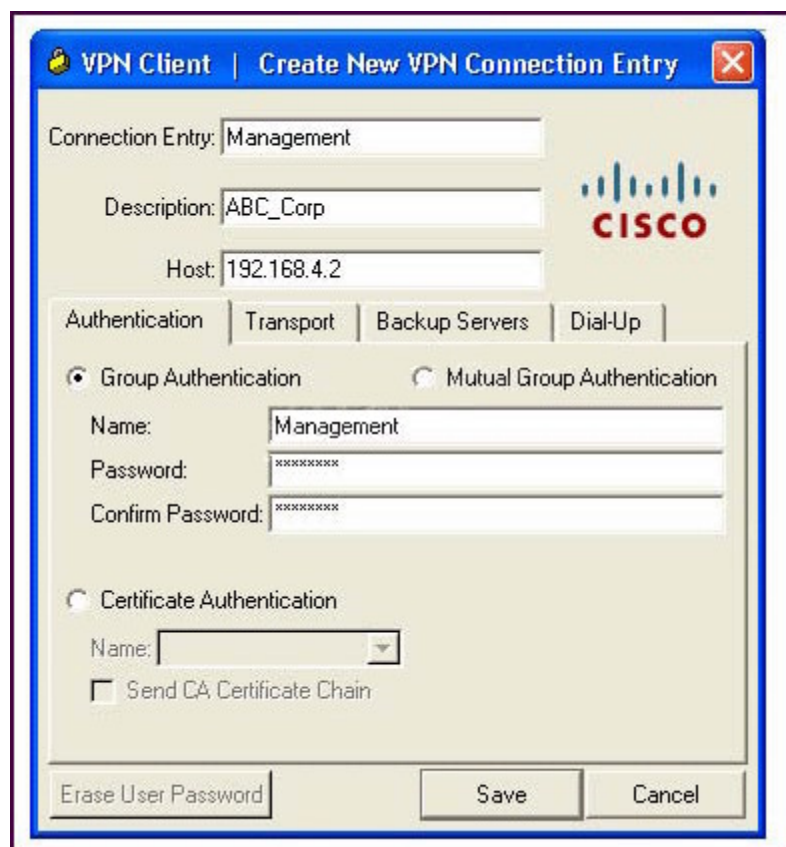 VPN Client | Create New VPN Connection Entry
Connection Entry: Management
Description: ABC_Corp
Host: 192.168.4.2
CISCO
Authentication Transport Backup Servers Dial-Up
Group Authentication Mutual Group Authentication
Name: Management
Password: ********
Confirm Password: ********
Certificate Authentication
Name:
Send CA Certificate Chain
Erase User Password Save Cancel